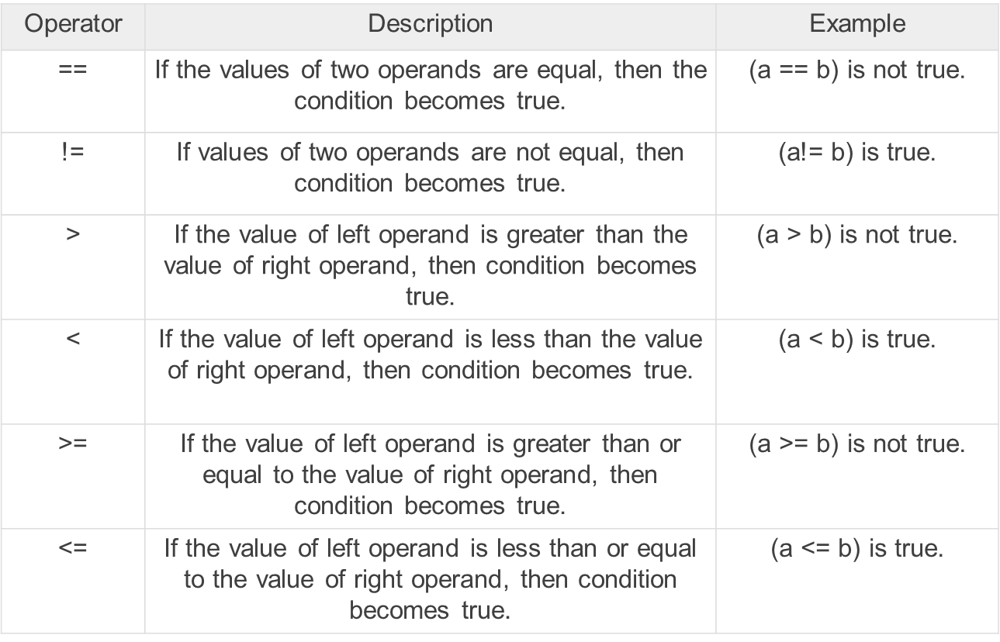 Operator Description Example
== If the values of two operands are equal, then the (a == b) is not true.
condition becomes true.
!= If values of two operands are not equal, then (a!= b) is true.
condition becomes true.
> If the value of left operand is greater than the (a > b) is not true.
value of right operand, then condition becomes
true.
< If the value of left operand is less than the value (a < b) is true.
of right operand, then condition becomes true.
>= If the value of left operand is greater than or (a >= b) is not true.
equal to the value of right operand, then
condition becomes true.
<= If the value of left operand is less than or equal (a <= b) is true.
to the value of right operand, then condition
becomes true.